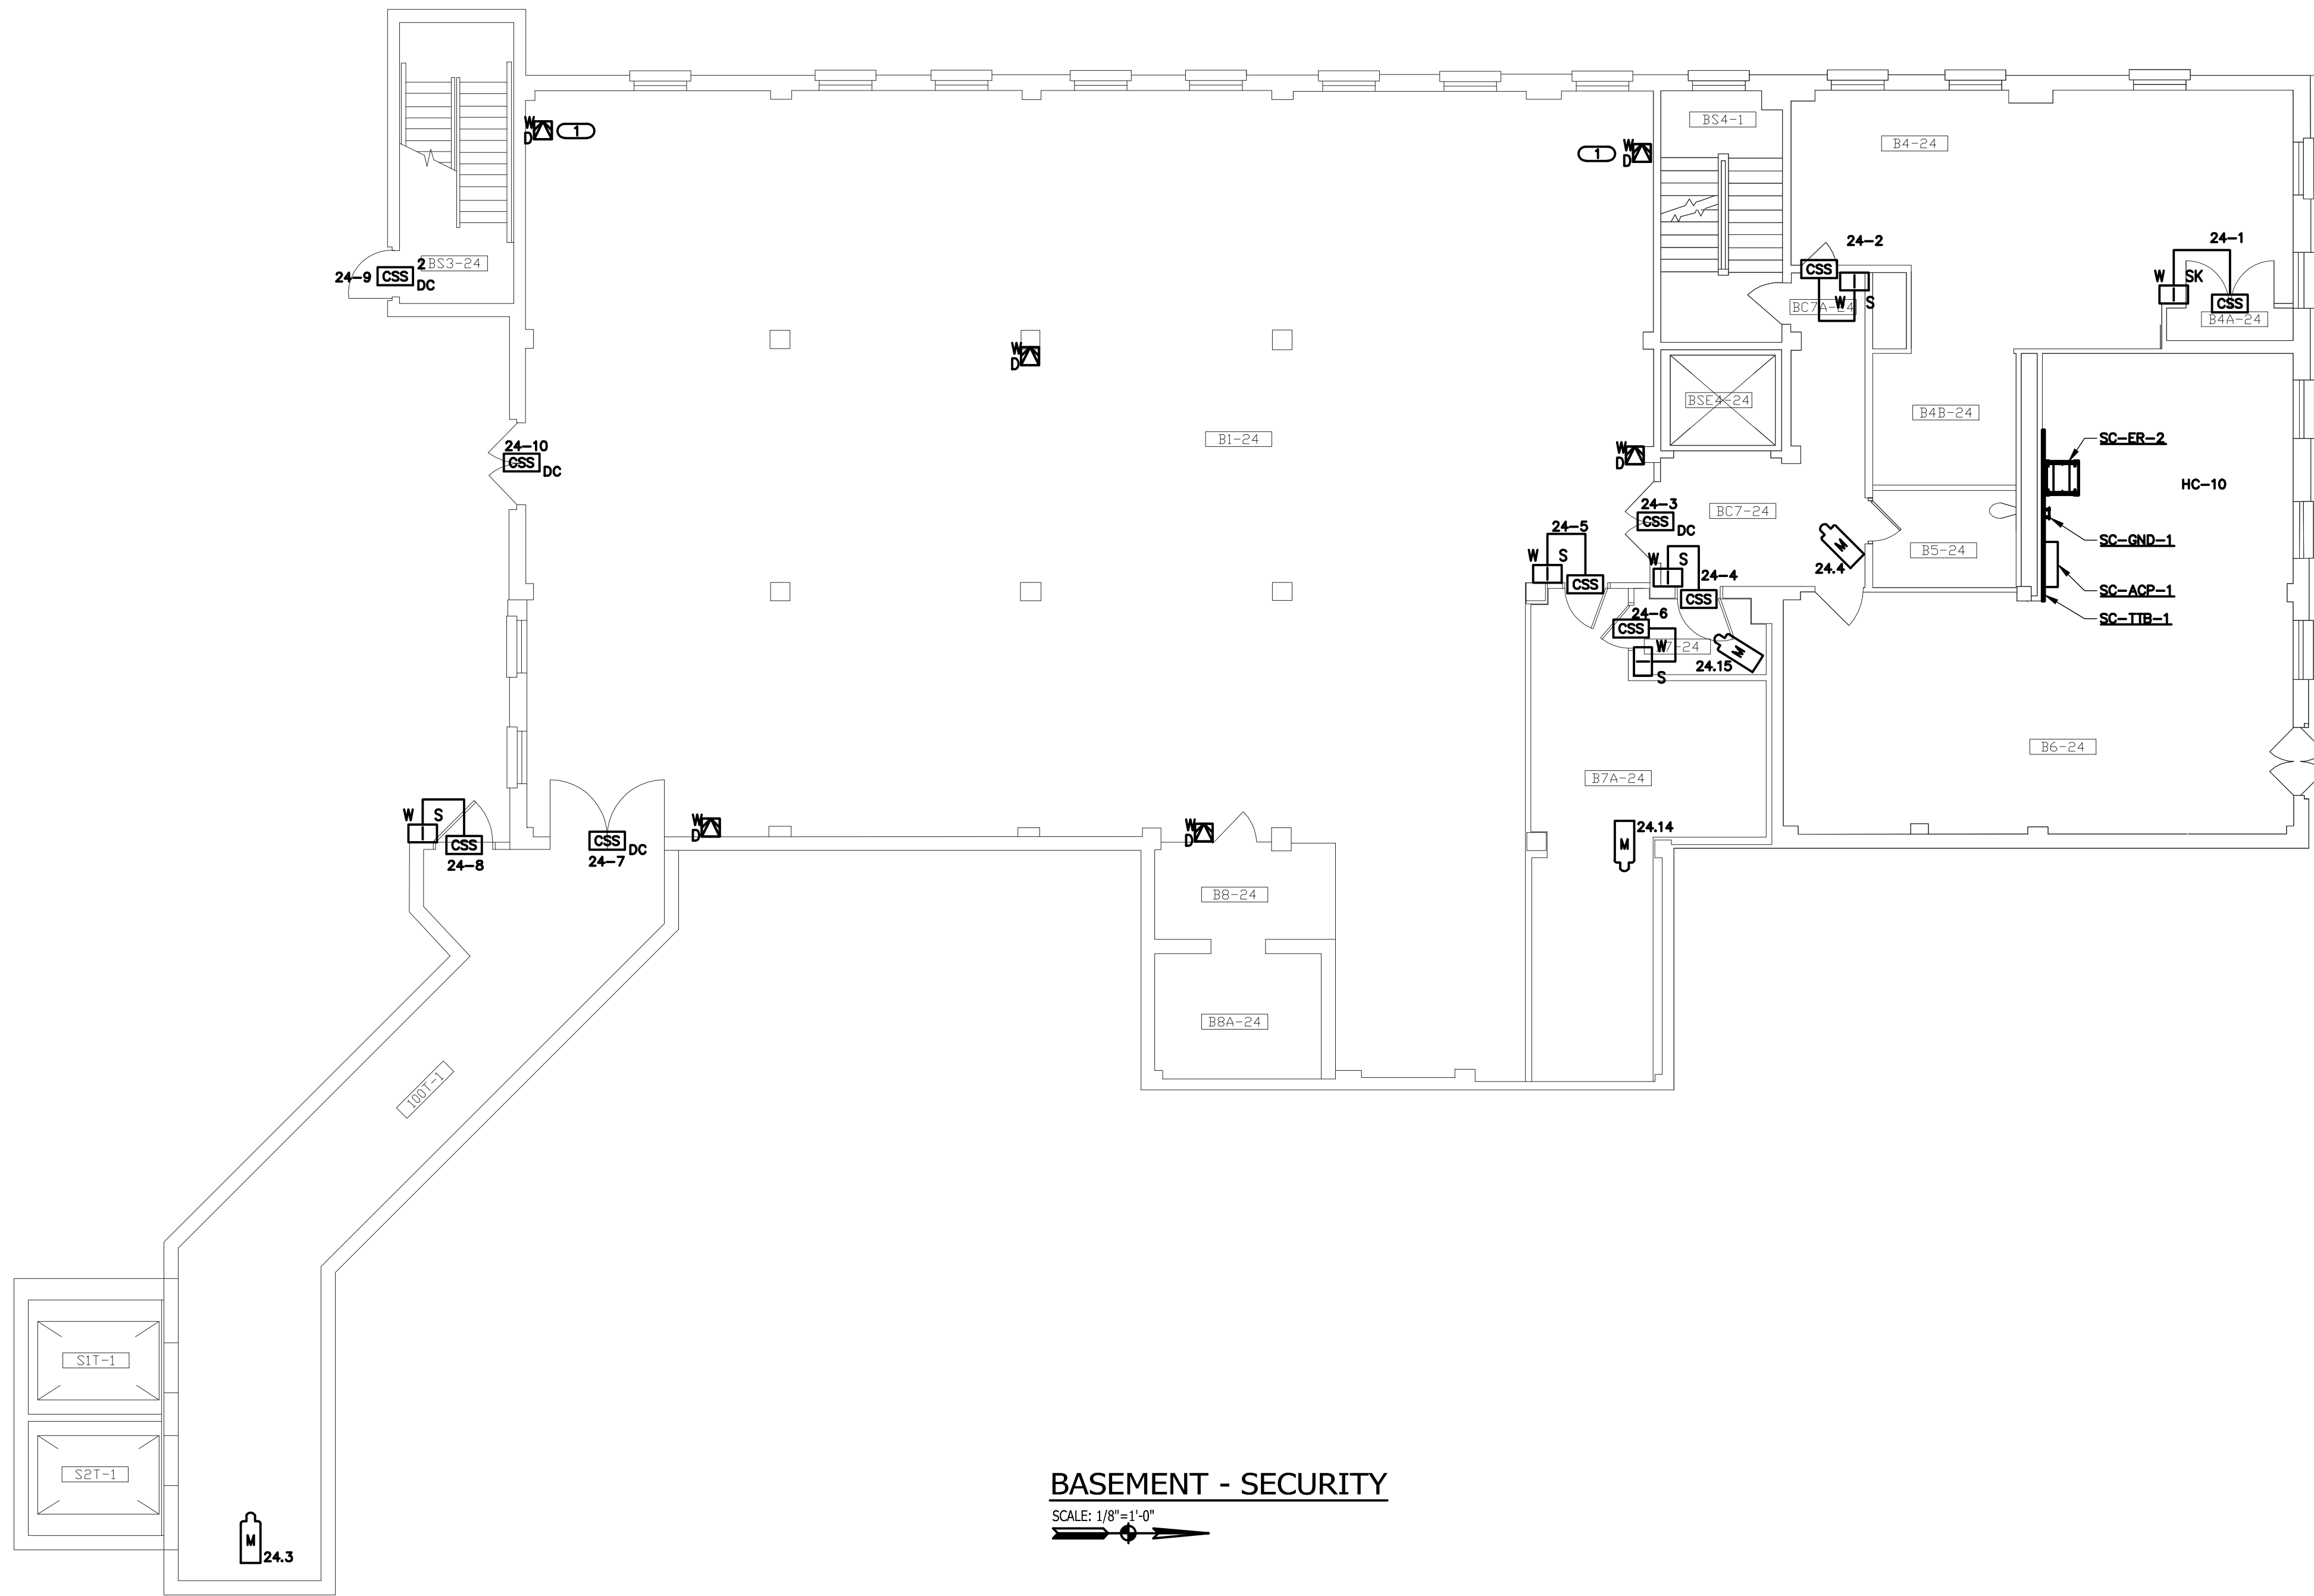 BS4-1
W
D
1
1
W
D
B4-24
24-2
24-1
CSS
2
BS3-24
24-9
CSS
DC
W
SK
CSS
BC7A-24
W
S
B4A-24
W
D
BSE4-24
B4B-24
B1-24
SC-ER-2
24-10
CSS
DC
W
D
HC-10
24-3
CSS
DC
BC7-24
24-5
SC-GND-1
B5-24
W
S
CSS
W
S
24-4
M
24.4
SC-ACP-1
CSS
24-6
SC-TTB-1
CSS
W
M
24.15
S
B6-24
B7A-24
W
S
CSS
24-8
CSS
DC
24-7
W
D
W
D
24.14
M
B8-24
B8A-24
100T-1
S1T-1
S2T-1
M
24.3
BASEMENT - SECURITY
SCALE: 1/8"=1'-0"